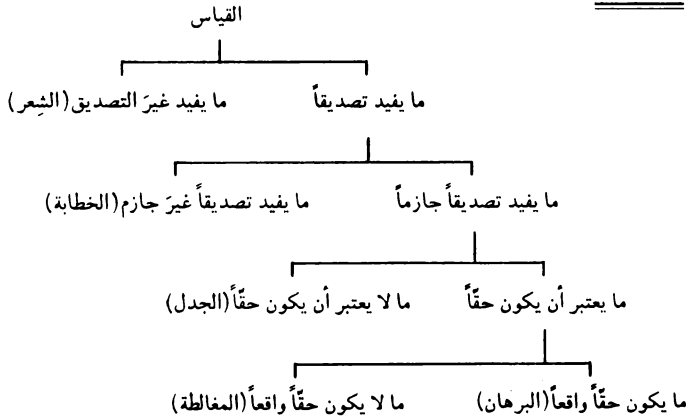 القياس
ما يفيد تصديقاً ما يفيد غيرَ التصديق (الشِعر)
ما يفيد تصديقاً جازماً ما يفيد تصديقاً غيرَ جازم (الخطابة)
ما يعتبر أن يكون حقّاً ما لا يعتبر أن يكون حقّاً (الجدل)
ما يكون حقّاً واقعاً (البرهان) ما لا يكون حقّاً واقعاً (المغالطة)